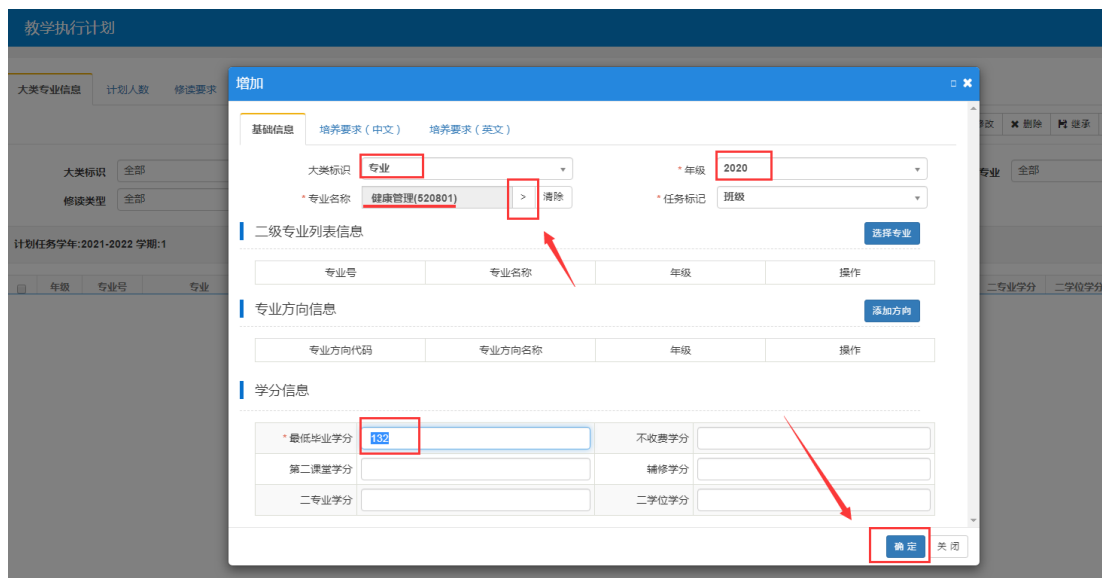 教学执行计划
大类专业信息 计划人数 修读要求
增加
基础信息 培养要求（中文） 培养要求（英文）
改 删除 继承
大类标识 全部
大类标识 专业 *年级 2020
专业 全部
修读类型 全部
*专业名称 健康管理(520801) > 清除 *任务标记 班级
计划任务学年:2021-2022 学期:1
二级专业列表信息 选择专业
专业号 专业名称 年级 操作
年级 专业号 专业
二专业学分 二学位学分
专业方向信息 添加方向
专业方向代码 专业方向名称 年级 操作
学分信息
*最低毕业学分 132 不收费学分
第二课堂学分 辅修学分
二专业学分 二学位学分
确定 关闭